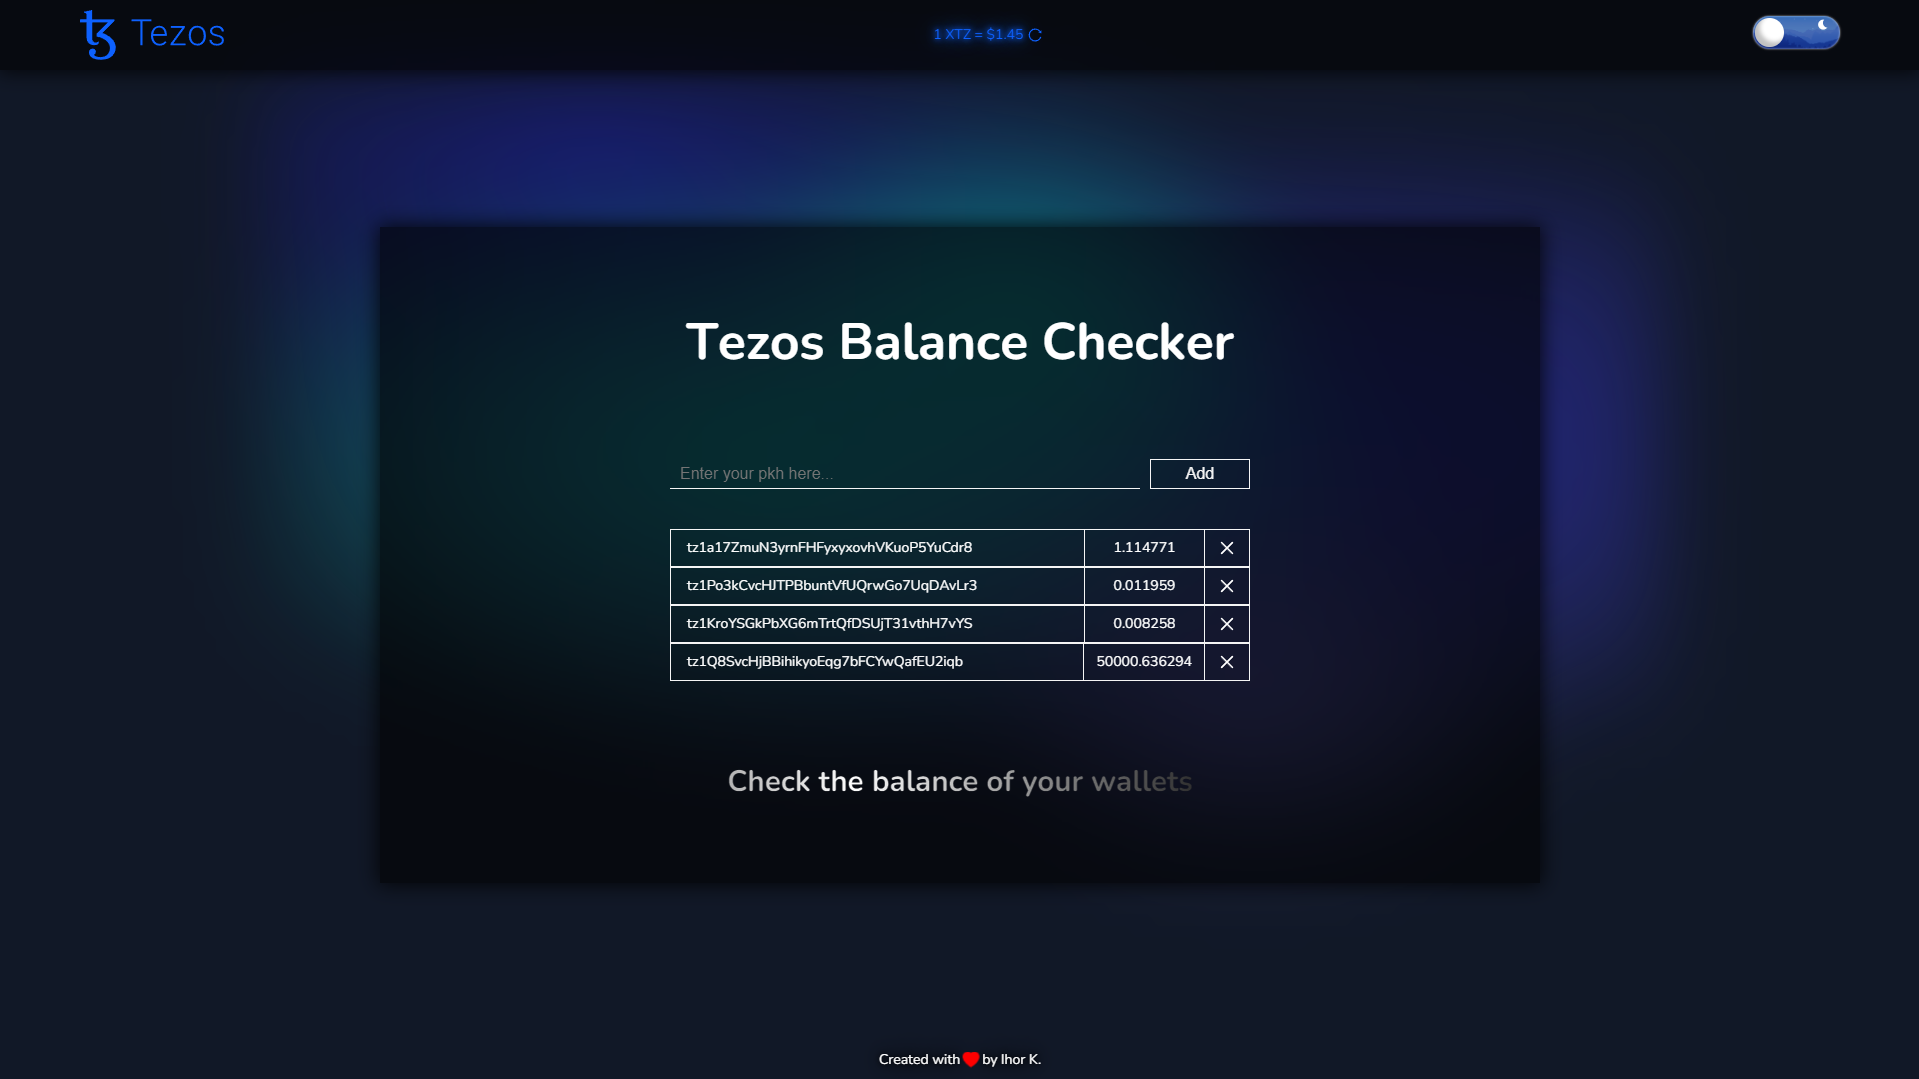 Tezos
1 XTZ = $1.45
Tezos Balance Checker
Enter your pkh here...
Add
tz1a17ZmuN3yrnFHFyxyxovhVKuoP5YuCdr8 1.114771
tz1Po3kCvcHJTPBbuntVfUQrwGo7UqDAvLr3 0.011959
tz1KroYSGkPbXG6mTrtQfDSUjT31vthH7vYS 0.008258
tz1Q8SvcHjBBihikyoEqg7bFCYwQafEU2iqb 50000.636294
Check the balance of your wallets
Created with by Ihor K.